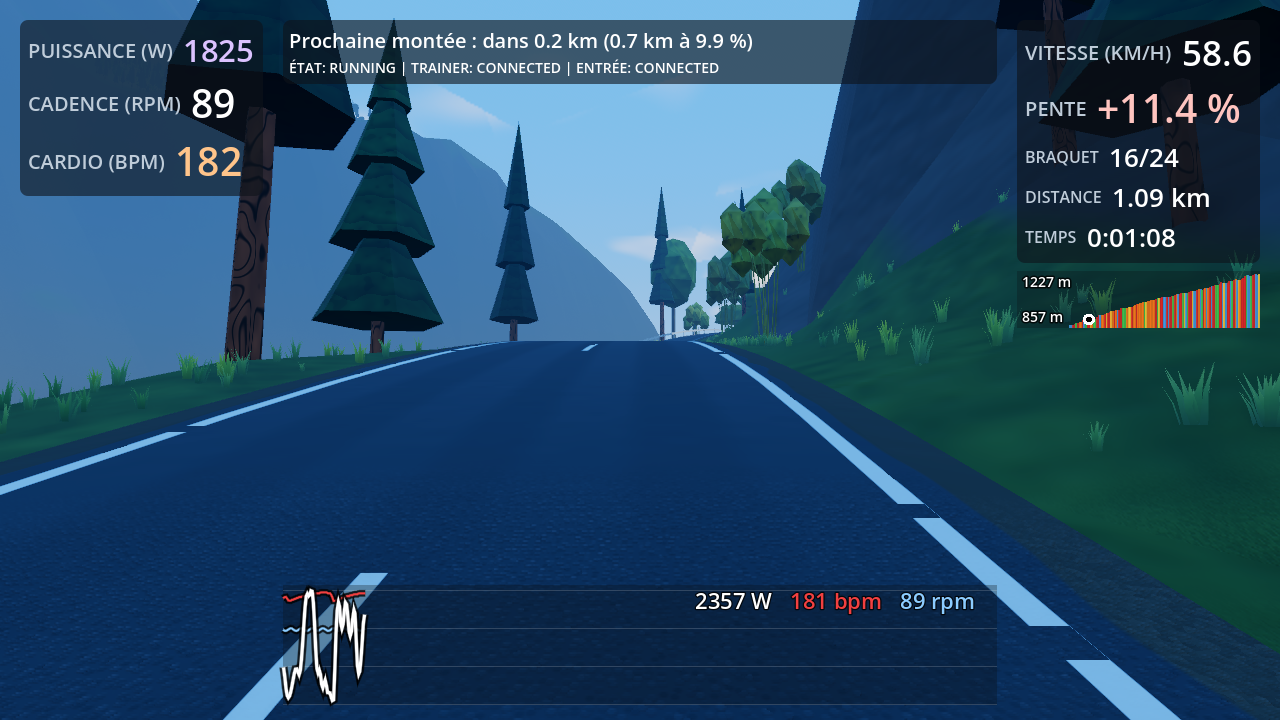 PUISSANCE (W) 1825
CADENCE (RPM) 89
CARDIO (BPM) 182
Prochaine montée : dans 0.2 km (0.7 km à 9.9 %)
ÉTAT: RUNNING | TRAINER: CONNECTED | ENTRÉE: CONNECTED
VITESSE (KM/H) 58.6
PENTE +11.4 %
BRAQUET 16/24
DISTANCE 1.09 km
TEMPS 0:01:08
1227 m
857 m
2357 W 181 bpm 89 rpm